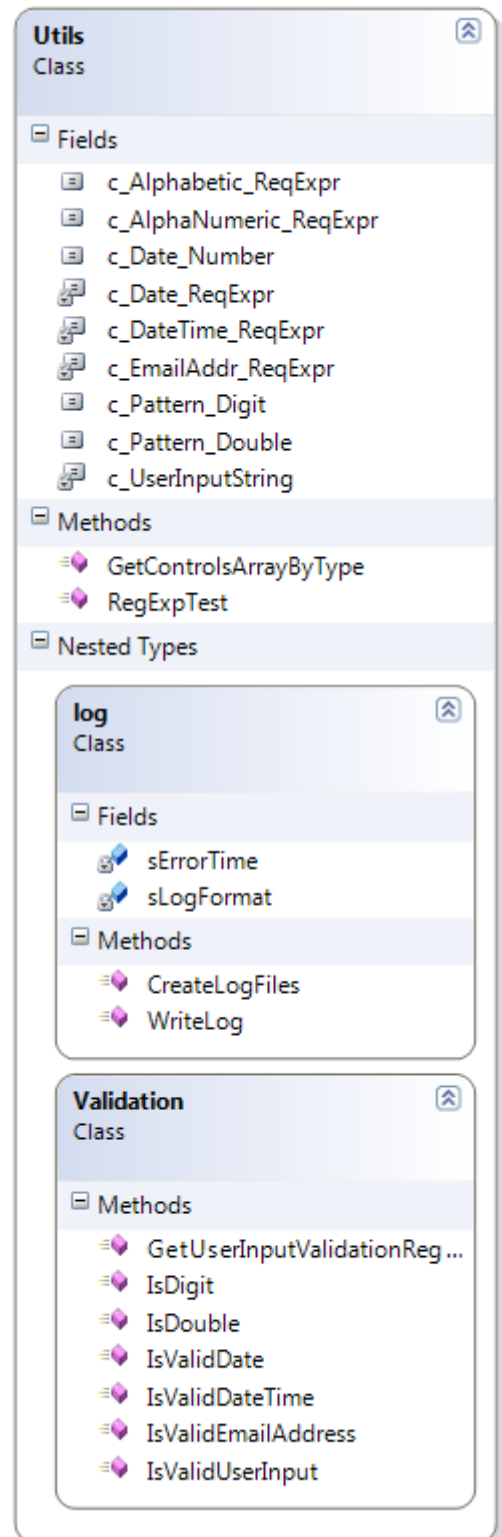 Utils
Class
Fields
c_Alphabetic_ReqExpr
c_AlphaNumeric_ReqExpr
c_Date_Number
c_Date_ReqExpr
c_DateTime_ReqExpr
c_EmailAddr_ReqExpr
c_Pattern_Digit
c_Pattern_Double
c_UserInputString
Methods
GetControlsArrayByType
RegExpTest
Nested Types
log
Class
Fields
sErrorTime
sLogFormat
Methods
CreateLogFiles
WriteLog
Validation
Class
Methods
GetUserInputValidationReg...
IsDigit
IsDouble
IsValidDate
IsValidDateTime
IsValidEmailAddress
IsValidUserInput